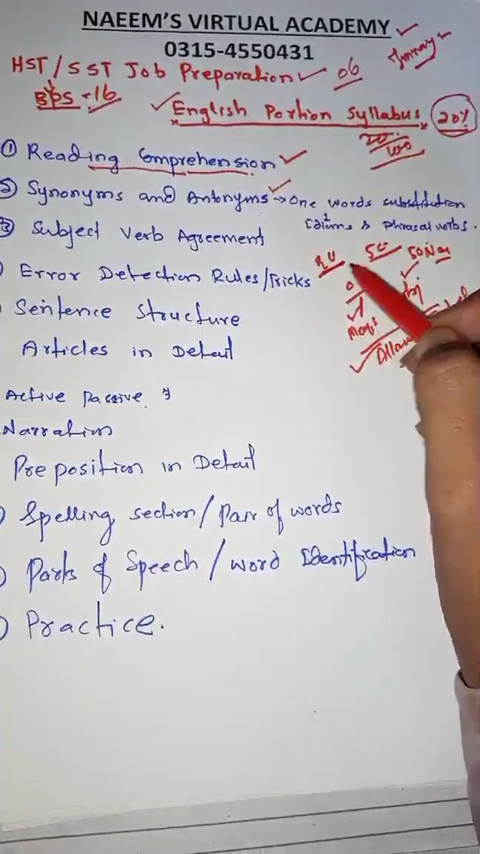 NAEEM'S VIRTUAL ACADEMY
0315-4550431
HST/SST Job Preparation 06
BPS-16
English Portion Syllabus 20%
20
100
① Reading Comprehension
② Synonyms and Antonyms → One words substitution
Idioms & Phrasal verbs.
③ Subject Verb Agreement
Error Detection Rules/Tricks
Sentence Structure
Articles in Detail
Active Passive &
Narration
Preposition in Detail
Spelling section/Pair of words
Parts of Speech/word Identification
Practice.